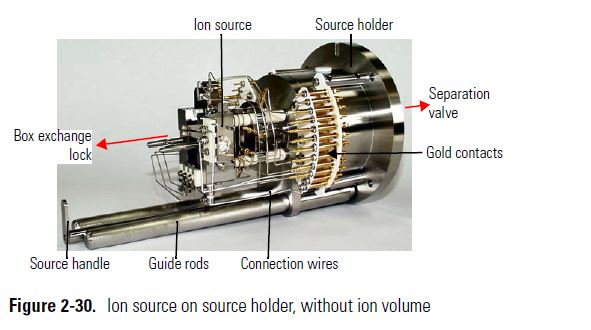 Ion source
Source holder
Separation
valve
Box exchange
lock
Gold contacts
Source handle
Guide rods
Connection wires
Figure 2-30. Ion source on source holder, without ion volume